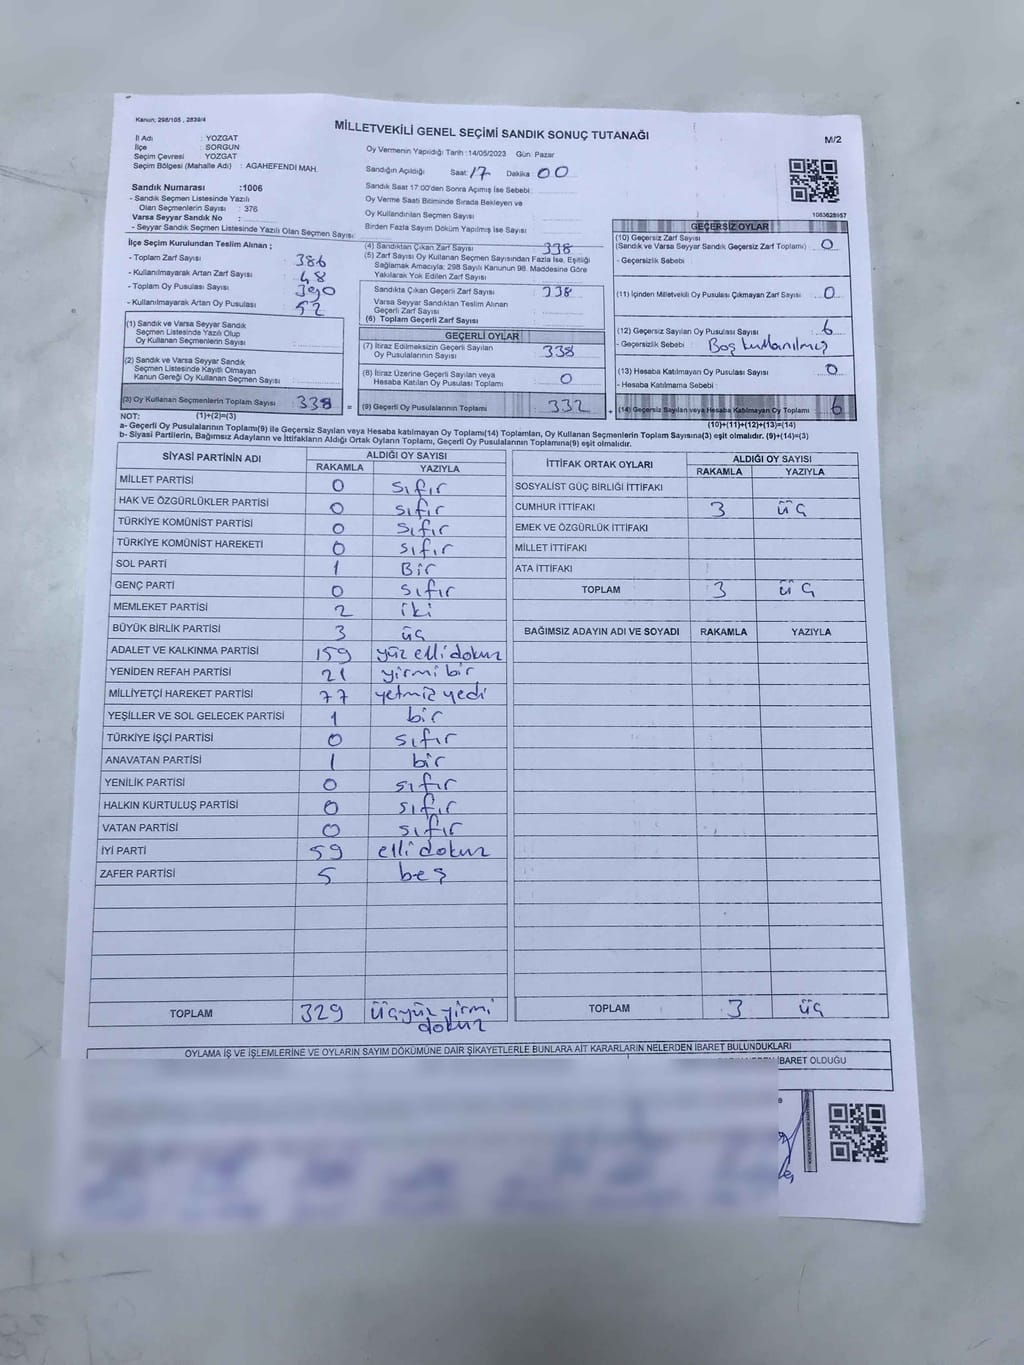 Kanun; 298/105 , 2839/4
MİLLETVEKİLİ GENEL SEÇİMİ SANDIK SONUÇ TUTANAĞI
M/2
İl Adı : YOZGAT
İlçe : SORGUN
Seçim Çevresi YOZGAT
Seçim Bölgesi (Mahalle Adı) : AGAHEFENDI MAH.
Sandık Numarası :1006
- Sandık Seçmen Listesinde Yazılı
Olan Seçmenlerin Sayısı : 376
Varsa Seyyar Sandık No :
- Seyyar Sandık Seçmen Listesinde Yazılı Olan Seçmen Sayısı:
Oy Vermenin Yapıldığı Tarih :14/05/2023 Gün: Pazar
Sandığın Açıldığı Saat: 17 Dakika 00
Sandık Saat 17:00'den Sonra Açımış İse Sebebi :
Oy Verme Saati Bitiminde Sırada Bekleyen ve
Oy Kullandırılan Seçmen Sayısı
Birden Fazla Sayım Döküm Yapılmış İse Sayısı :
1063628957
İlçe Seçim Kurulundan Teslim Alınan ;
- Toplam Zarf Sayısı 386
- Kullanılmayarak Artan Zarf Sayısı 48
- Toplam Oy Pusulası Sayısı 390
- Kullanılmayarak Artan Oy Pusulası 52
(1) Sandık ve Varsa Seyyar Sandık
Seçmen Listesinde Yazılı Olup
Oy Kullanan Seçmenlerin Sayısı :
(2) Sandık ve Varsa Seyyar Sandık
Seçmen Listesinde Kayıtlı Olmayan
Kanun Gereği Oy Kullanan Seçmen Sayısı :
(3) Oy Kullanan Seçmenlerin Toplam Sayısı 338 =
(4) Sandıktan Çıkan Zarf Sayısı 338
(5) Zarf Sayısı Oy Kullanan Seçmen Sayısından Fazla İse, Eşitliği
Sağlamak Amacıyla; 298 Sayılı Kanunun 98. Maddesine Göre
Yakılarak Yok Edilen Zarf Sayısı
Sandıkta Çıkan Geçerli Zarf Sayısı 338
Varsa Seyyar Sandıktan Teslim Alınan
Geçerli Zarf Sayısı
(6) Toplam Geçerli Zarf Sayısı
GEÇERLİ OYLAR
(7) İtiraz Edilmeksizin Geçerli Sayılan
Oy Pusulalarının Sayısı 338
(8) İtiraz Üzerine Geçerli Sayılan veya
Hesaba Katılan Oy Pusulası Toplamı 0
(9) Geçerli Oy Pusulalarının Toplamı 332 +
GEÇERSİZ OYLAR
(10) Geçersiz Zarf Sayısı
(Sandık ve Varsa Seyyar Sandık Geçersiz Zarf Toplamı) 0
- Geçersizlik Sebebi
(11) İçinden Milletvekili Oy Pusulası Çıkmayan Zarf Sayısı 0
(12) Geçersiz Sayılan Oy Pusulası Sayısı 6
- Geçersizlik Sebebi : Boş kullanılmış
(13) Hesaba Katılmayan Oy Pusulası Sayısı 0
- Hesaba Katılmama Sebebi :
(14) Geçersiz Sayılan veya Hesaba Katılmayan Oy Toplamı 6
NOT: (1)+(2)=(3) (10)+(11)+(12)+(13)=(14)
a- Geçerli Oy Pusulalarının Toplamı(9) ile Geçersiz Sayılan veya Hesaba katılmayan Oy Toplamı(14) Toplamları, Oy Kullanan Seçmenlerin Toplam Sayısına(3) eşit olmalıdır. (9)+(14)=(3)
b- Siyasi Partilerin, Bağımsız Adayların ve İttifakların Aldığı Ortak Oyların Toplamı, Geçerli Oy Pusulalarının Toplamına(9) eşit olmalıdır.
SİYASİ PARTİNİN ADI ALDIĞI OY SAYISI
RAKAMLA YAZIYLA
MİLLET PARTİSİ 0 sıfır
HAK VE ÖZGÜRLÜKLER PARTİSİ 0 sıfır
TÜRKİYE KOMÜNİST PARTİSİ 0 sıfır
TÜRKİYE KOMÜNİST HAREKETİ 0 sıfır
SOL PARTİ 1 Bir
GENÇ PARTİ 0 sıfır
MEMLEKET PARTİSİ 2 iki
BÜYÜK BİRLİK PARTİSİ 3 üç
ADALET VE KALKINMA PARTİSİ 159 yüz elli dokuz
YENİDEN REFAH PARTİSİ 21 yirmi bir
MİLLİYETÇİ HAREKET PARTİSİ 77 yetmiş yedi
YEŞİLLER VE SOL GELECEK PARTİSİ 1 bir
TÜRKİYE İŞÇİ PARTİSİ 0 sıfır
ANAVATAN PARTİSİ 1 bir
YENİLİK PARTİSİ 0 sıfır
HALKIN KURTULUŞ PARTİSİ 0 sıfır
VATAN PARTİSİ 0 sıfır
İYİ PARTİ 59 elli dokuz
ZAFER PARTİSİ 5 beş
TOPLAM 329 üçyüz yirmi
dokuz
İTTİFAK ORTAK OYLARI ALDIĞI OY SAYISI
RAKAMLA YAZIYLA
SOSYALİST GÜÇ BİRLİĞİ İTTİFAKI
CUMHUR İTTİFAKI 3 üç
EMEK VE ÖZGÜRLÜK İTTİFAKI
MİLLET İTTİFAKI
ATA İTTİFAKI
TOPLAM 3 üç
BAĞIMSIZ ADAYIN ADI VE SOYADI RAKAMLA YAZIYLA
TOPLAM 3 üç
OYLAMA İŞ VE İŞLEMLERİNE VE OYLARIN SAYIM DÖKÜMÜNE DAİR ŞİKAYETLERLE BUNLARA AİT KARARLARIN NELERDEN İBARET BULUNDUKLARI
İBARET OLDUĞU